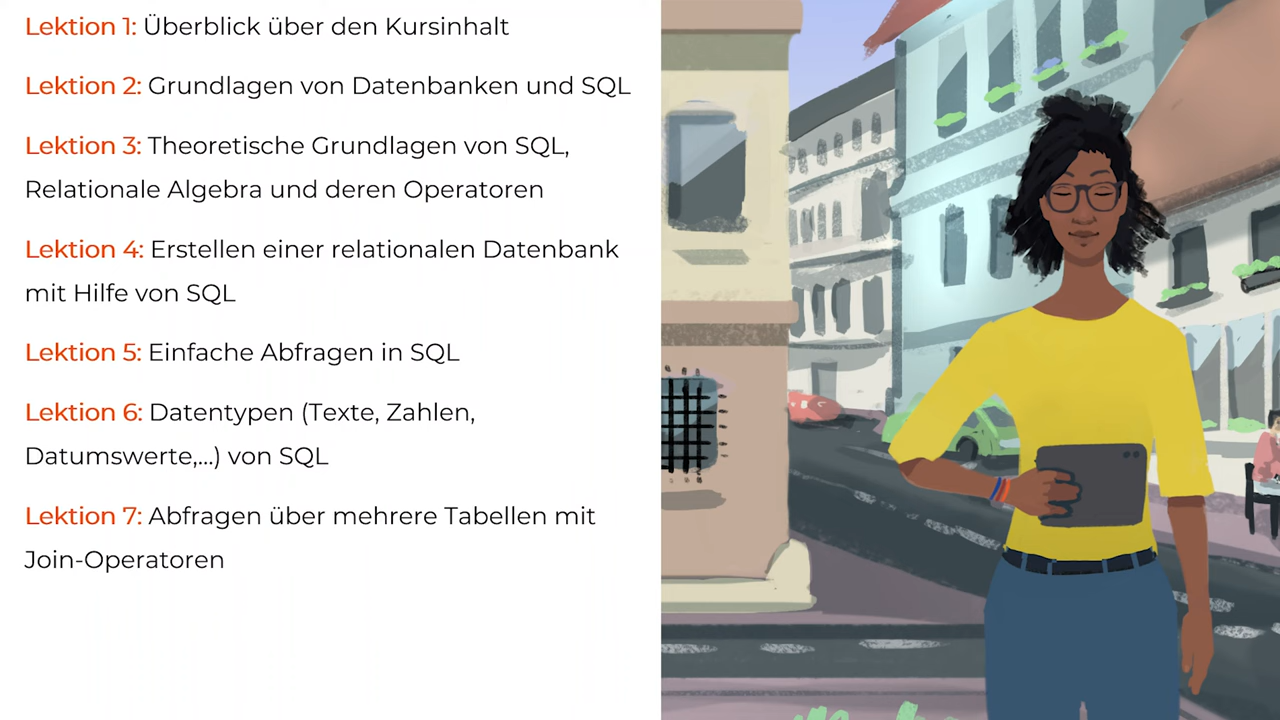 Lektion 1: Überblick über den Kursinhalt
Lektion 2: Grundlagen von Datenbanken und SQL
Lektion 3: Theoretische Grundlagen von SQL,
Relationale Algebra und deren Operatoren
Lektion 4: Erstellen einer relationalen Datenbank
mit Hilfe von SQL
Lektion 5: Einfache Abfragen in SQL
Lektion 6: Datentypen (Texte, Zahlen,
Datumswerte,...) von SQL
Lektion 7: Abfragen über mehrere Tabellen mit
Join-Operatoren